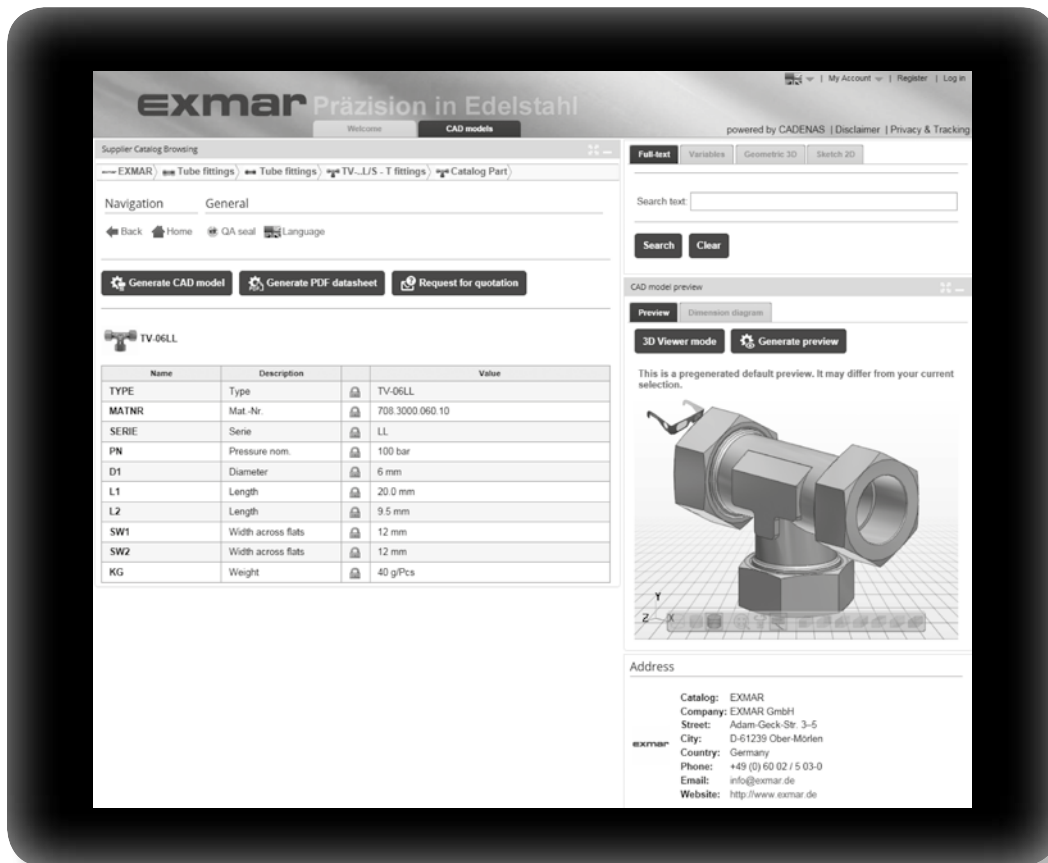 | My Account | Register | Log in
exmar Präzision in Edelstahl
Welcome CAD models
powered by CADENAS | Disclaimer | Privacy & Tracking
Supplier Catalog Browsing
EXMAR Tube fittings Tube fittings TV-..L/S - T fittings Catalog Part
Navigation General
Back Home QA seal Language
Generate CAD model Generate PDF datasheet Request for quotation
TV-06LL
Name Description Value
TYPE Type TV-06LL
MATNR Mat.-Nr. 708.3000.060.10
SERIE Serie LL
PN Pressure nom. 100 bar
D1 Diameter 6 mm
L1 Length 20.0 mm
L2 Length 9.5 mm
SW1 Width across flats 12 mm
SW2 Width across flats 12 mm
KG Weight 40 g/Pcs
Full-text Variables Geometric 3D Sketch 2D
Search text:
Search Clear
CAD model preview
Preview Dimension diagram
3D Viewer mode Generate preview
This is a pregenerated default preview. It may differ from your current
selection.
Y
Z X
Address
exmar
Catalog: EXMAR
Company: EXMAR GmbH
Street: Adam-Geck-Str. 3–5
City: D-61239 Ober-Mörlen
Country: Germany
Phone: +49 (0) 60 02 / 5 03-0
Email: info@exmar.de
Website: http://www.exmar.de